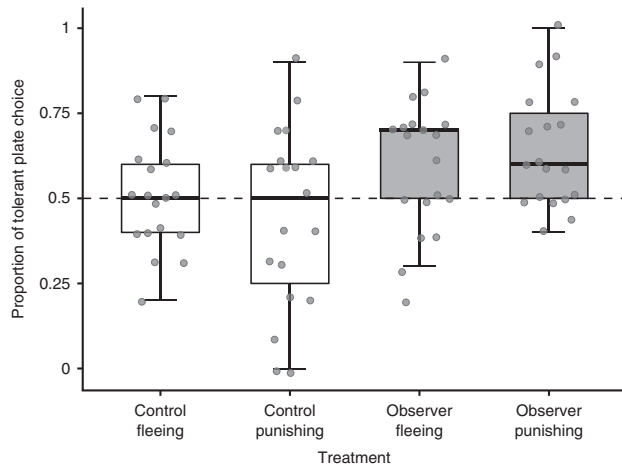 1
0.75
0.5
0.25
0
Proportion of tolerant plate choice
Control
fleeing
Control
punishing
Observer
fleeing
Observer
punishing
Treatment